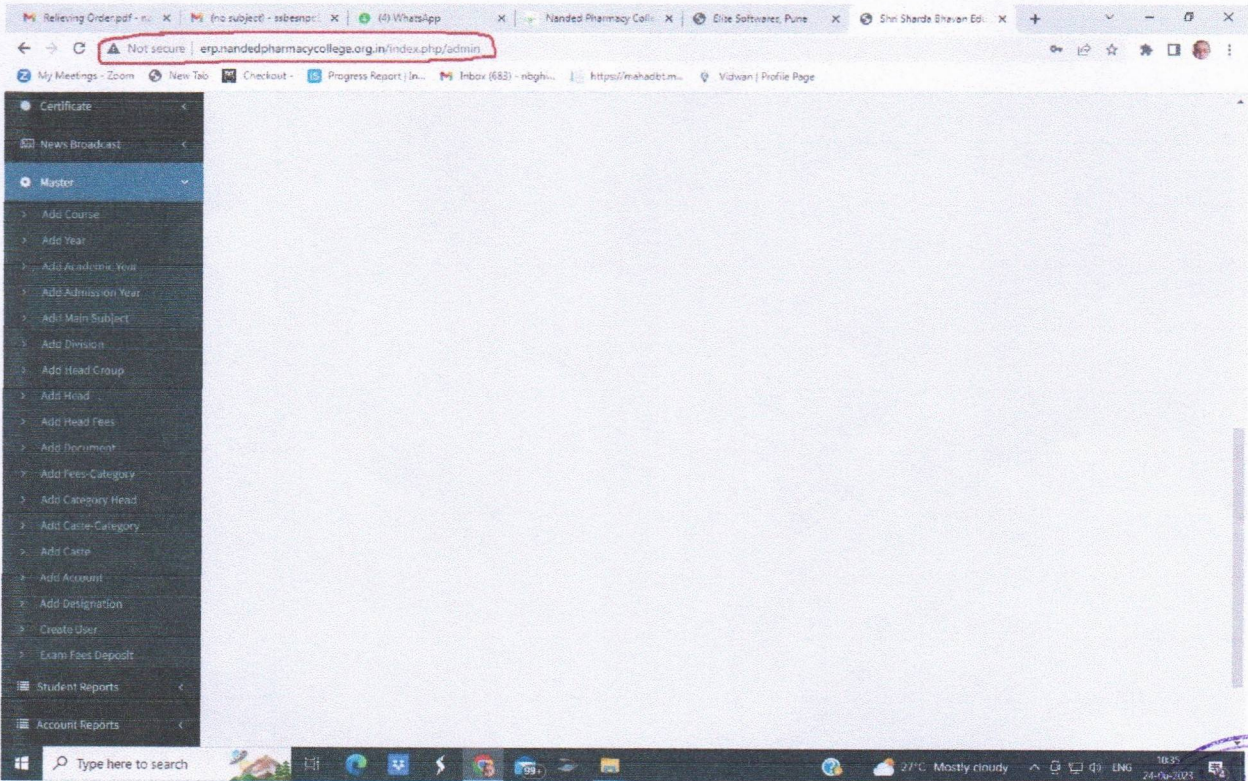 Relieving Order.pdf - n
(no subject) - ssbesnpc
(4) WhatsApp
Nanded Pharmacy Coll
Elite Softwares, Pune
Shri Sharda Bhavan Edu
Not secure | erp.nandedpharmacycollege.org.in/index.php/admin
My Meetings - Zoom
New Tab
Checkout -
Progress Report | In...
Inbox (683) - nbghi...
https://mahadbt.m...
Vidwan | Profile Page
Certificate
News Broadcast
Master
Add Course
Add Year
Add Academic Year
Add Admission Year
Add Main Subject
Add Division
Add Head Group
Add Head
Add Head Fees
Add Document
Add Fees-Category
Add Category Head
Add Caste-Category
Add Caste
Add Account
Add Designation
Create User
Exam Fees Deposit
Student Reports
Account Reports
Type here to search
99+
27°C Mostly cloudy
ENG
10:35
24-06-2023